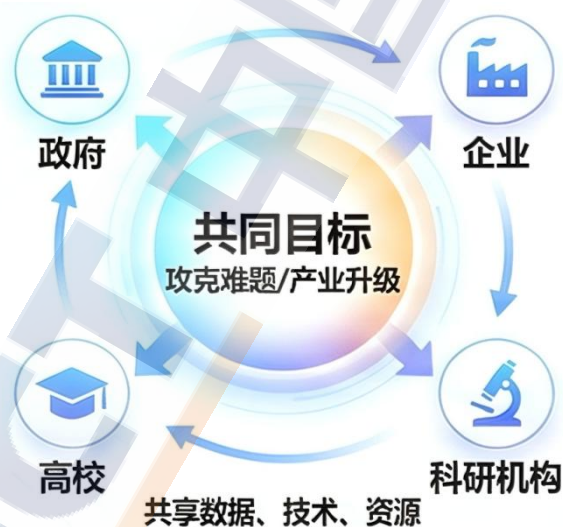 政府
企业
共同目标
攻克难题/产业升级
高校
科研机构
共享数据、技术、资源